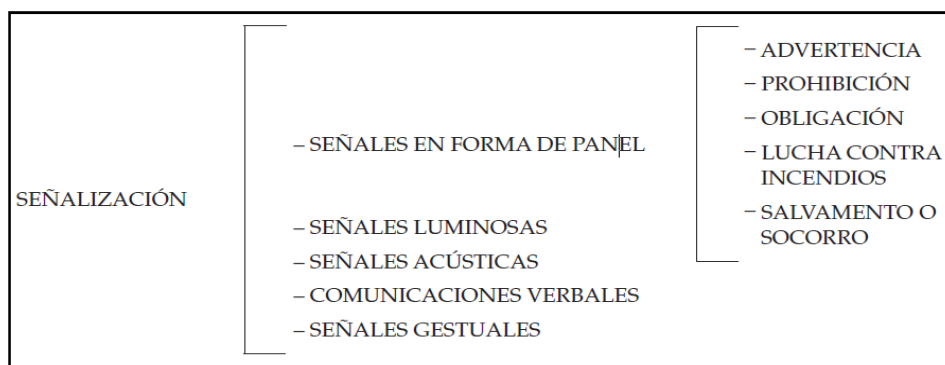 SEÑALIZACIÓN
– SEÑALES EN FORMA DE PANEL
– ADVERTENCIA
– PROHIBICIÓN
– OBLIGACIÓN
– LUCHA CONTRA
INCENDIOS
– SALVAMENTO O
SOCORRO
– SEÑALES LUMINOSAS
– SEÑALES ACÚSTICAS
– COMUNICACIONES VERBALES
– SEÑALES GESTUALES